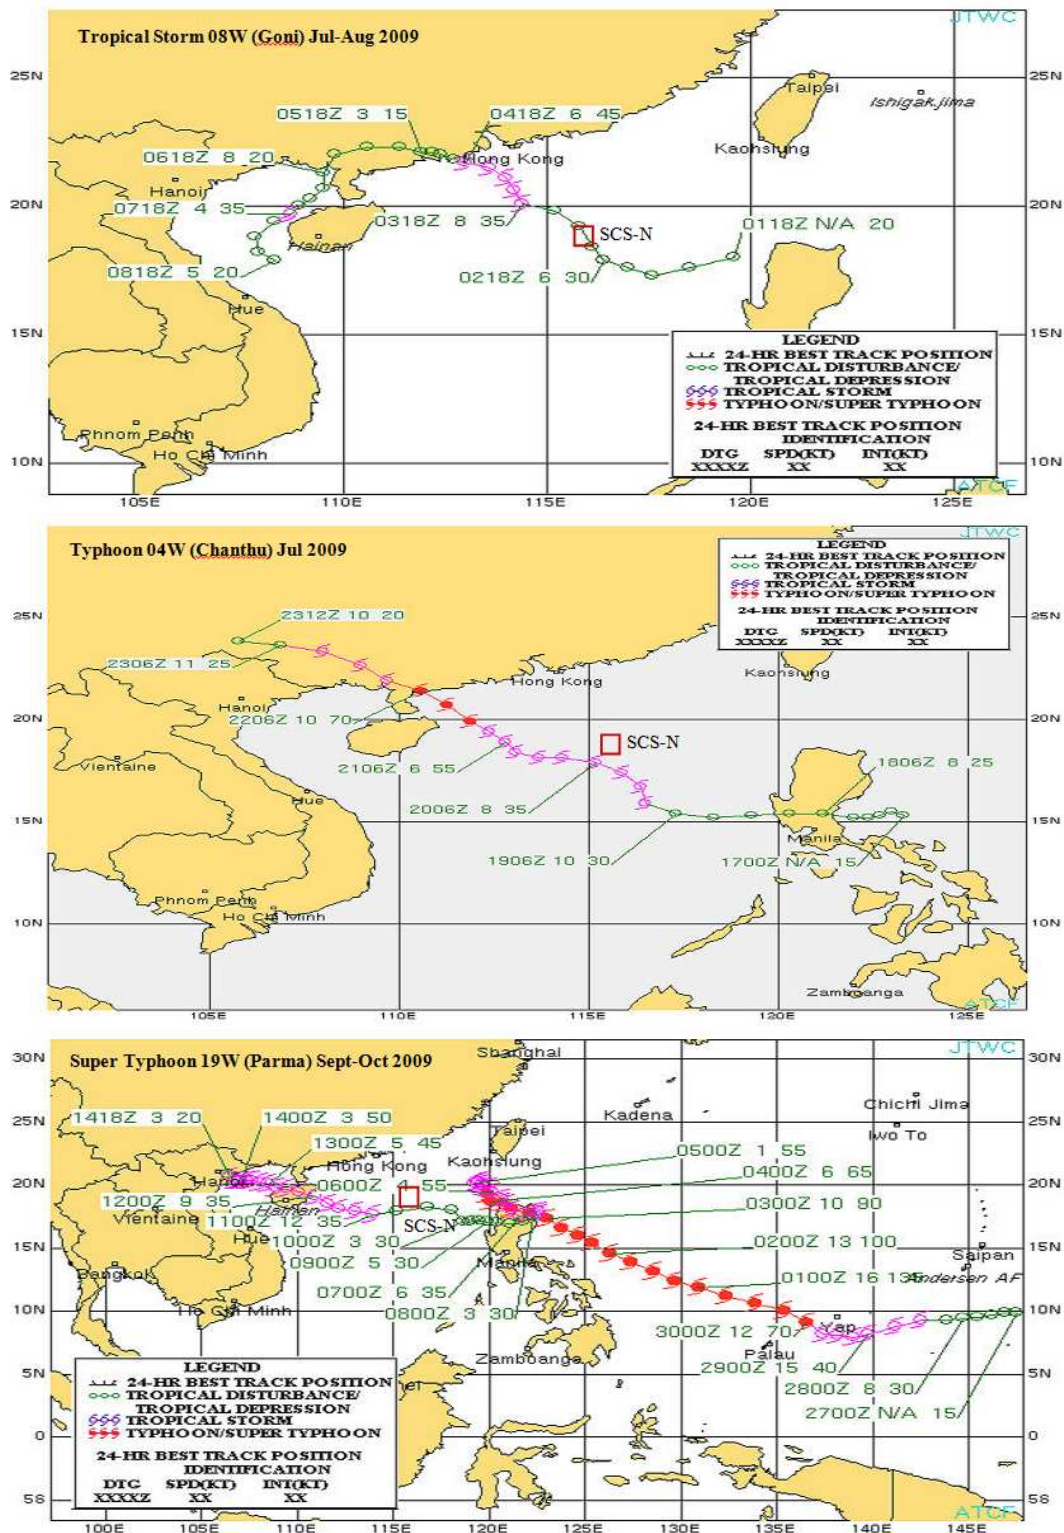 Tropical Storm 08W (Goni) Jul-Aug 2009
JTWC
25N
25N
Taipei
Ishigakjima
0518Z 3 15
0418Z 6 45
Kaohsiung
0618Z 8 20
Hong Kong
Hanoi
0718Z 4 35
20N
20N
0318Z 8 35
0118Z N/A 20
SCS-N
Hainan
0818Z 5 20
0218Z 6 30
Hue
15N
15N
LEGEND
24-HR BEST TRACK POSITION
TROPICAL DISTURBANCE/
TROPICAL DEPRESSION
TROPICAL STORM
TYPHOON/SUPER TYPHOON
24-HR BEST TRACK POSITION
IDENTIFICATION
DTG SPD(KT) INT(KT)
XXXXZ XX XX
Phnom Penh
Ho Chi Minh
10N
10N
ATCF
105E 110E 115E 120E 125E
Typhoon 04W (Chanthu) Jul 2009
JTWC
LEGEND
24-HR BEST TRACK POSITION
TROPICAL DISTURBANCE/
TROPICAL DEPRESSION
TROPICAL STORM
TYPHOON/SUPER TYPHOON
24-HR BEST TRACK POSITION
IDENTIFICATION
DTG SPD(KT) INT(KT)
XXXXZ XX XX
25N
25N
2312Z 10 20
2306Z 11 25
Hong Kong
Kaohsiung
Hanoi
2206Z 10 70
20N
20N
SCS-N
Vientaine
2106Z 6 55
1806Z 8 25
Hue
2006Z 8 35
15N
15N
Manila
1906Z 10 30
1700Z N/A 15
Phnom Penh
Ho Chi Minh
10N
10N
Zamboanga
ATCF
105E 110E 115E 120E 125E
Super Typhoon 19W (Parma) Sept-Oct 2009
JTWC
30N
30N
Shanghai
Kadena
Chichi Jima
Iwo To
25N
25N
1418Z 3 20
1400Z 3 50
Taipei
1300Z 5 45
Hong Kong
Kaohsiung
0500Z 1 55
20N
20N
Hanoi
0600Z 4 55
0400Z 6 65
1200Z 9 35
Hainan
0300Z 10 90
Vientaine
1100Z 12 35
SCS-N
Hue
1000Z 3 30
0200Z 13 100
15N
15N
0900Z 5 30
Manila
Saipan
Bangkok
0700Z 6 35
0100Z 16 135
Andersen AF
Ho Chi Minh
0800Z 3 30
10N
10N
3000Z 12 70
Yap
Zamboanga
Palau
2900Z 15 40
5N
5N
2800Z 8 30
2700Z N/A 15
LEGEND
24-HR BEST TRACK POSITION
TROPICAL DISTURBANCE/
TROPICAL DEPRESSION
TROPICAL STORM
TYPHOON/SUPER TYPHOON
24-HR BEST TRACK POSITION
IDENTIFICATION
DTG SPD(KT) INT(KT)
XXXXZ XX XX
0
0
5S
5S
ATCF
100E 105E 110E 115E 120E 125E 130E 135E 140E 145E